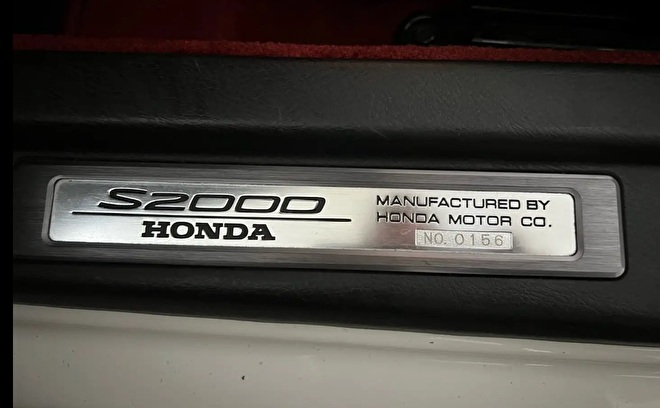 S2000
HONDA
MANUFACTURED BY
HONDA MOTOR CO.
NO. 0156